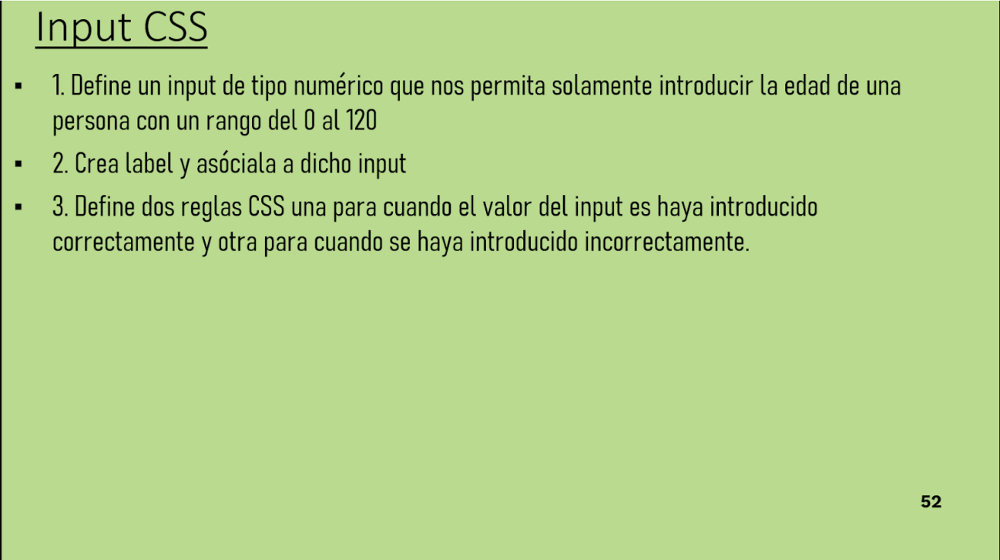 Input CSS
▪ 1. Define un input de tipo numérico que nos permita solamente introducir la edad de una
persona con un rango del 0 al 120
▪ 2. Crea label y asóciala a dicho input
▪ 3. Define dos reglas CSS una para cuando el valor del input es haya introducido
correctamente y otra para cuando se haya introducido incorrectamente.
52